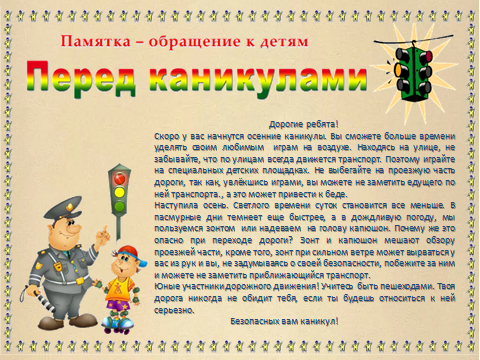 Памятка – обращение к детям
Перед каникулами
Дорогие ребята!
Скоро у вас начнутся осенние каникулы. Вы сможете больше времени
уделять своим любимым играм на воздухе. Находясь на улице, не
забывайте, что по улицам всегда движется транспорт. Поэтому играйте
на специальных детских площадках. Не выбегайте на проезжую часть
дороги, так как, увлёкшись играми, вы можете не заметить едущего по
ней транспорта., а это может привести к беде.
Наступила осень. Светлого времени суток становится все меньше. В
пасмурные дни темнеет еще быстрее, а в дождливую погоду, мы
пользуемся зонтом или надеваем на голову капюшон. Почему же это
опасно при переходе дороги? Зонт и капюшон мешают обзору
проезжей части, кроме того, зонт при сильном ветре может вырваться у
вас из рук и вы, не задумываясь о своей безопасности, побежите за ним
и можете не заметить приближающийся транспорт.
Юные участники дорожного движения! Учитесь быть пешеходами. Твоя
дорога никогда не обидит тебя, если ты будешь относиться к ней
серьезно.
Безопасных вам каникул!